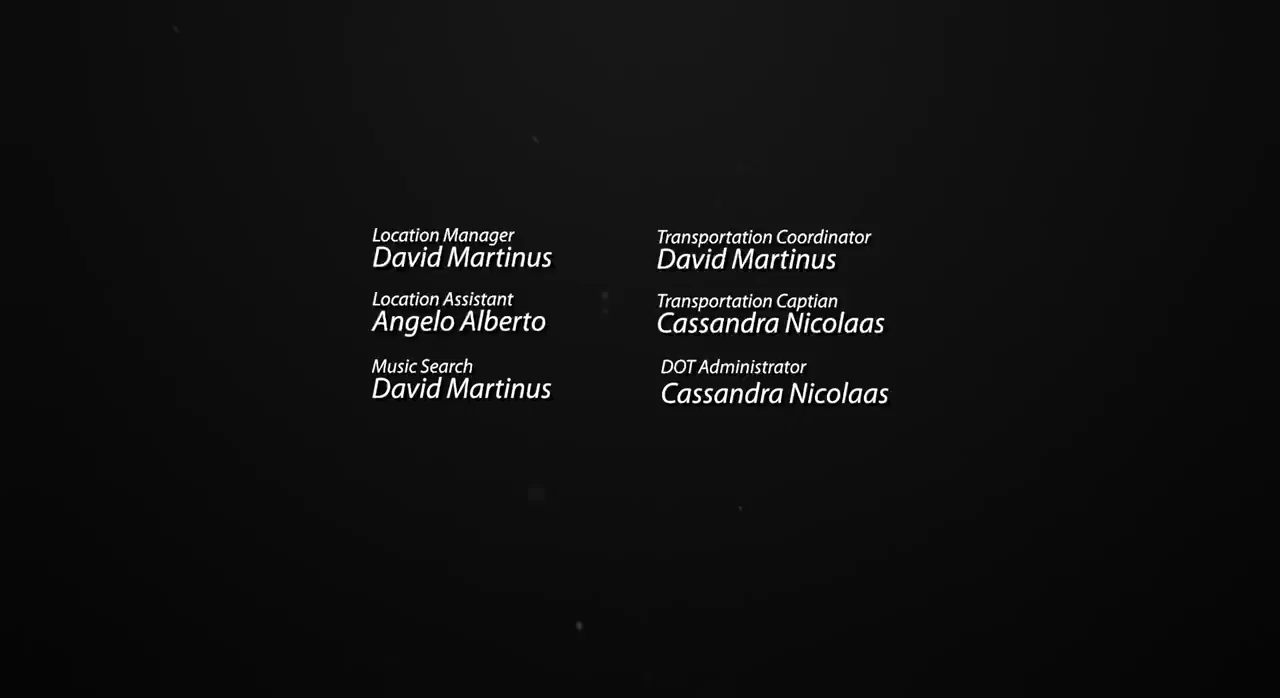 Location Manager
David Martinus
Location Assistant
Angelo Alberto
Music Search
David Martinus
Transportation Coordinator
David Martinus
Transportation Captian
Cassandra Nicolaas
DOT Administrator
Cassandra Nicolaas